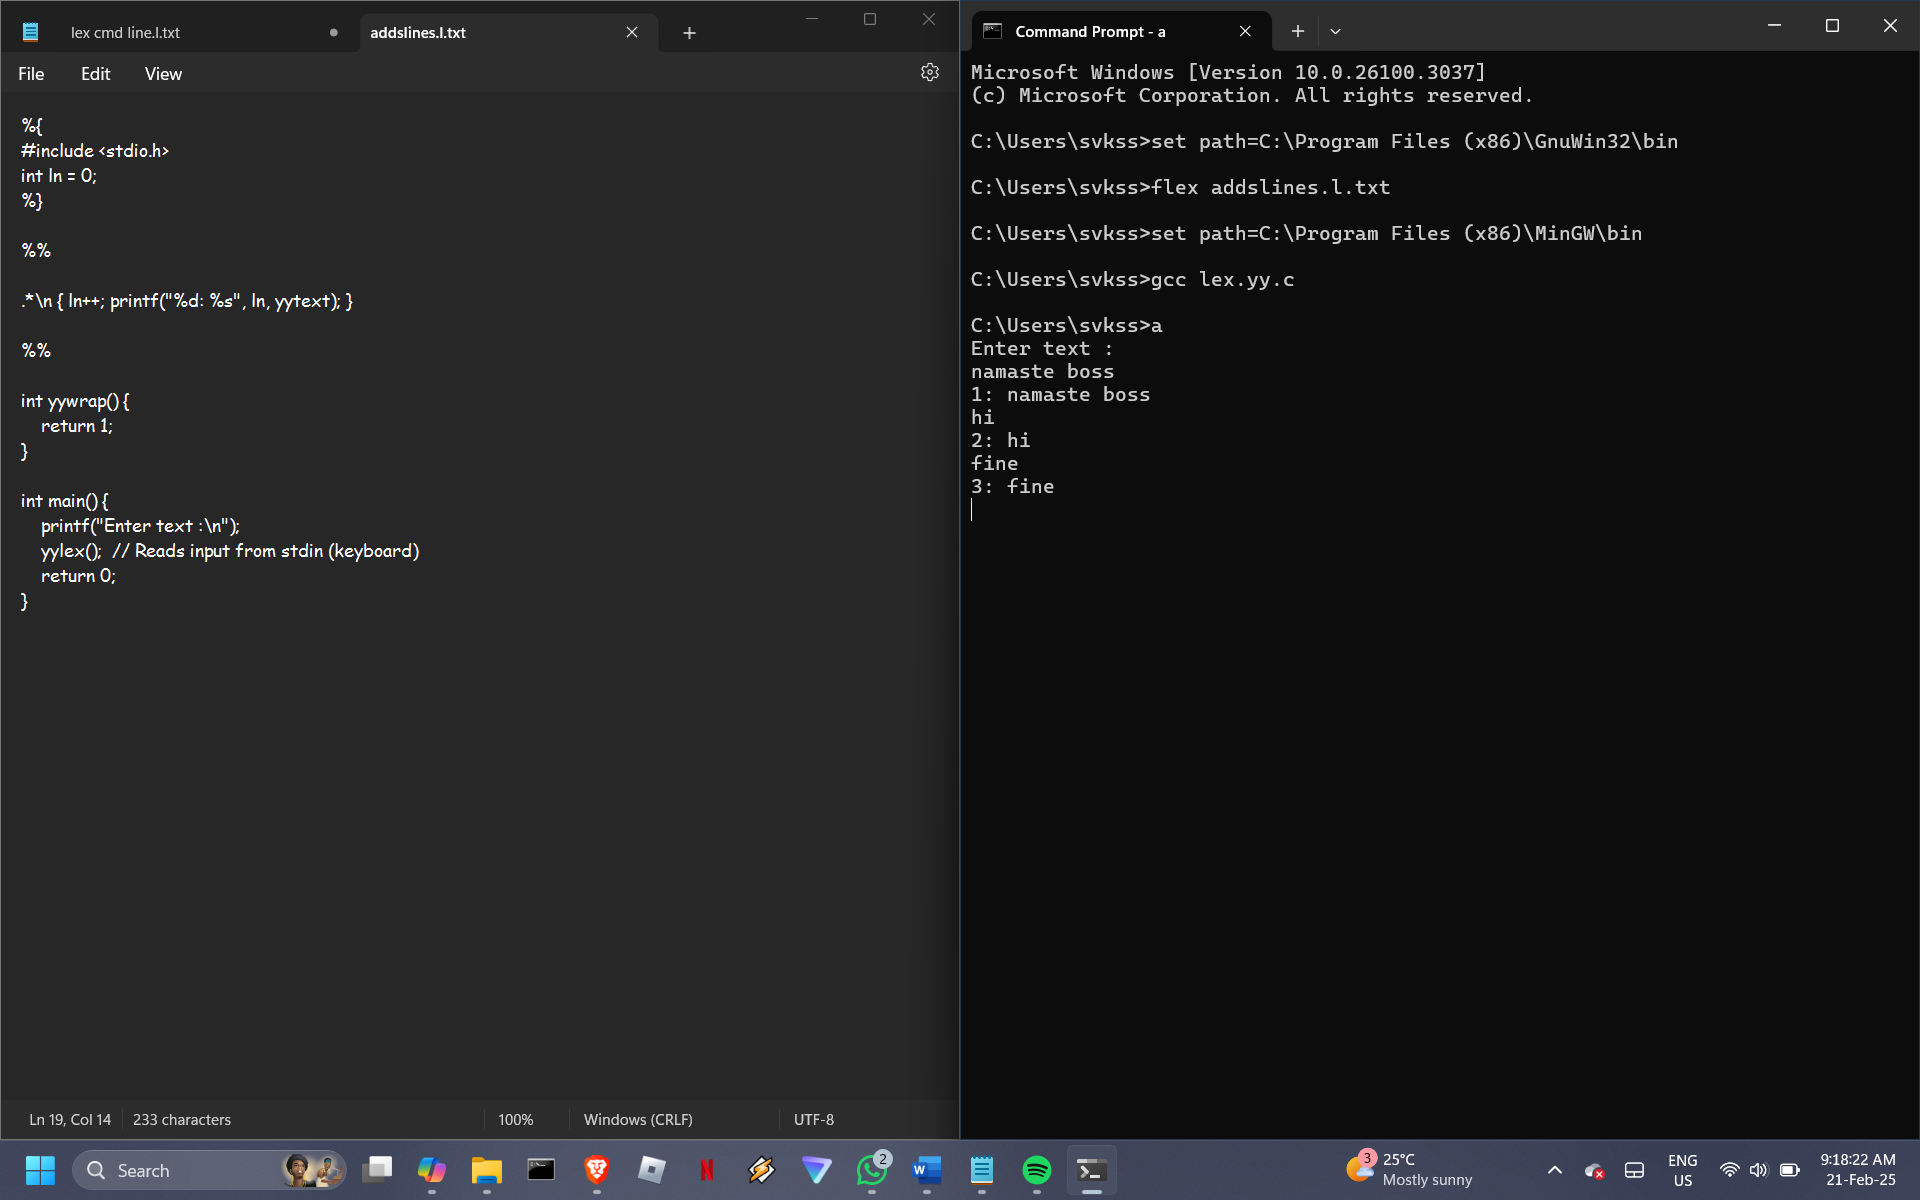 lex cmd line.l.txt
addslines.l.txt
File Edit View
%{
#include <stdio.h>
int ln = 0;
%}
%%
.*\n { ln++; printf("%d: %s", ln, yytext); }
%%
int yywrap() {
return 1;
}
int main() {
printf("Enter text :\n");
yylex(); // Reads input from stdin (keyboard)
return 0;
}
Ln 19, Col 14 233 characters 100% Windows (CRLF) UTF-8
Command Prompt - a
Microsoft Windows [Version 10.0.26100.3037]
(c) Microsoft Corporation. All rights reserved.
C:\Users\svkss>set path=C:\Program Files (x86)\GnuWin32\bin
C:\Users\svkss>flex addslines.l.txt
C:\Users\svkss>set path=C:\Program Files (x86)\MinGW\bin
C:\Users\svkss>gcc lex.yy.c
C:\Users\svkss>a
Enter text :
namaste boss
1: namaste boss
hi
2: hi
fine
3: fine
Search
2
3
25°C
Mostly sunny
ENG
US
9:18:22 AM
21-Feb-25